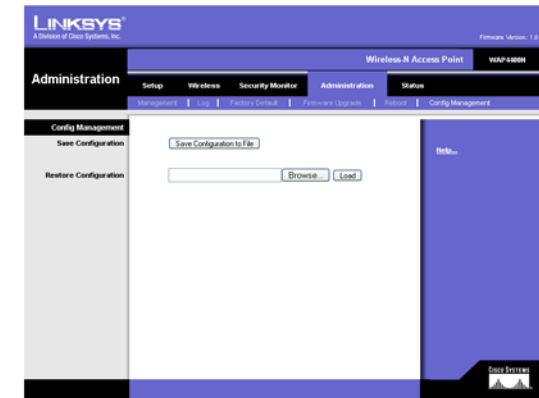 LINKSYS®
A Division of Cisco Systems, Inc.
Firmware Version: 1.0
Wireless-N Access Point WAP4400N
Administration
Setup Wireless Security Monitor Administration Status
Management | Log | Factory Default | Firmware Upgrade | Reboot | Config Management
Config Management
Save Configuration Save Configuration to File
Help...
Restore Configuration Browse... Load
CISCO SYSTEMS